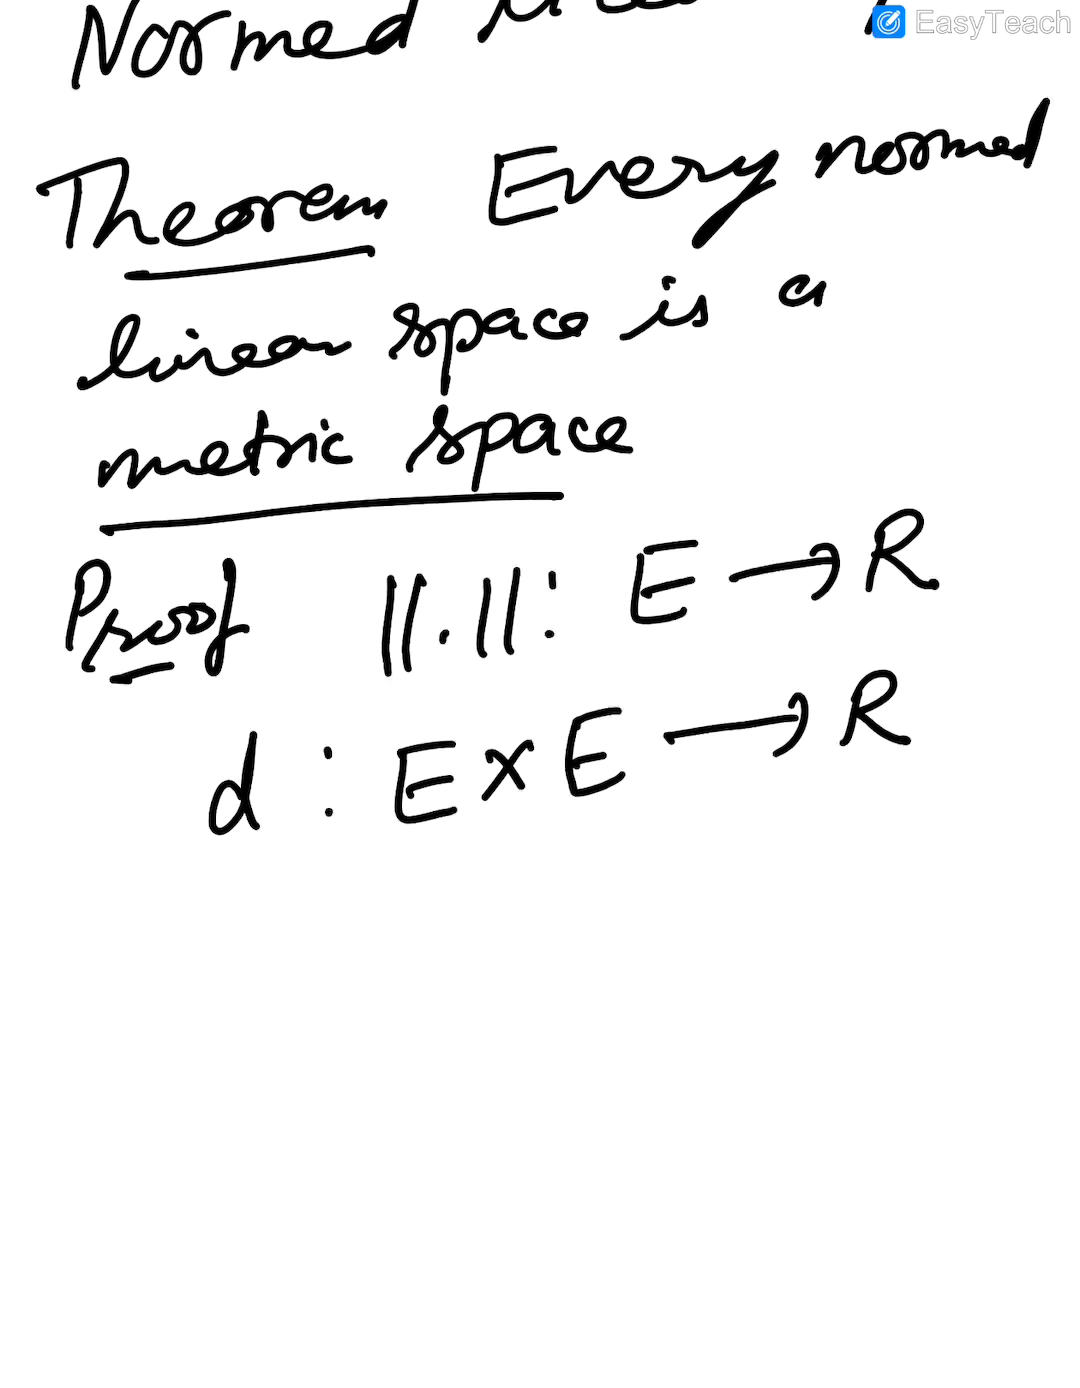 Normed
EasyTeach
Theorem Every normed
linear space is a
metric space
Proof ||.||: E → R
d : E x E → R